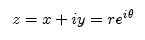 z = x + iy = re^{iθ}